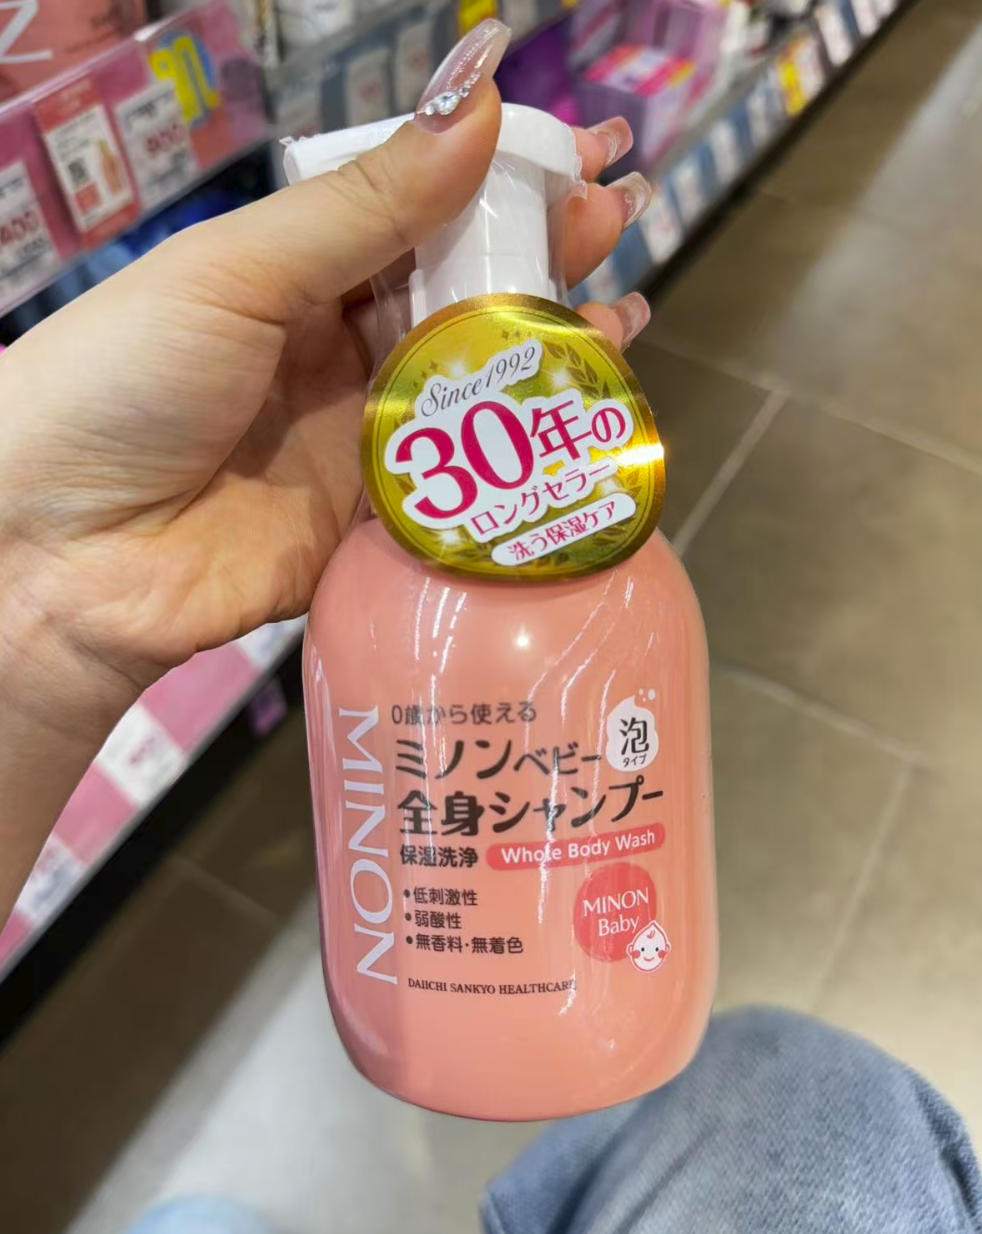 Since1992
30年の
ロングセラー
洗う保湿ケア
MINON
0歳から使える
ミノンベビー
泡
タイプ
全身シャンプー
保湿洗浄
Whole Body Wash
•低刺激性
•弱酸性
•無香料・無着色
MINON
Baby
DAIICHI SANKYO HEALTHCARE